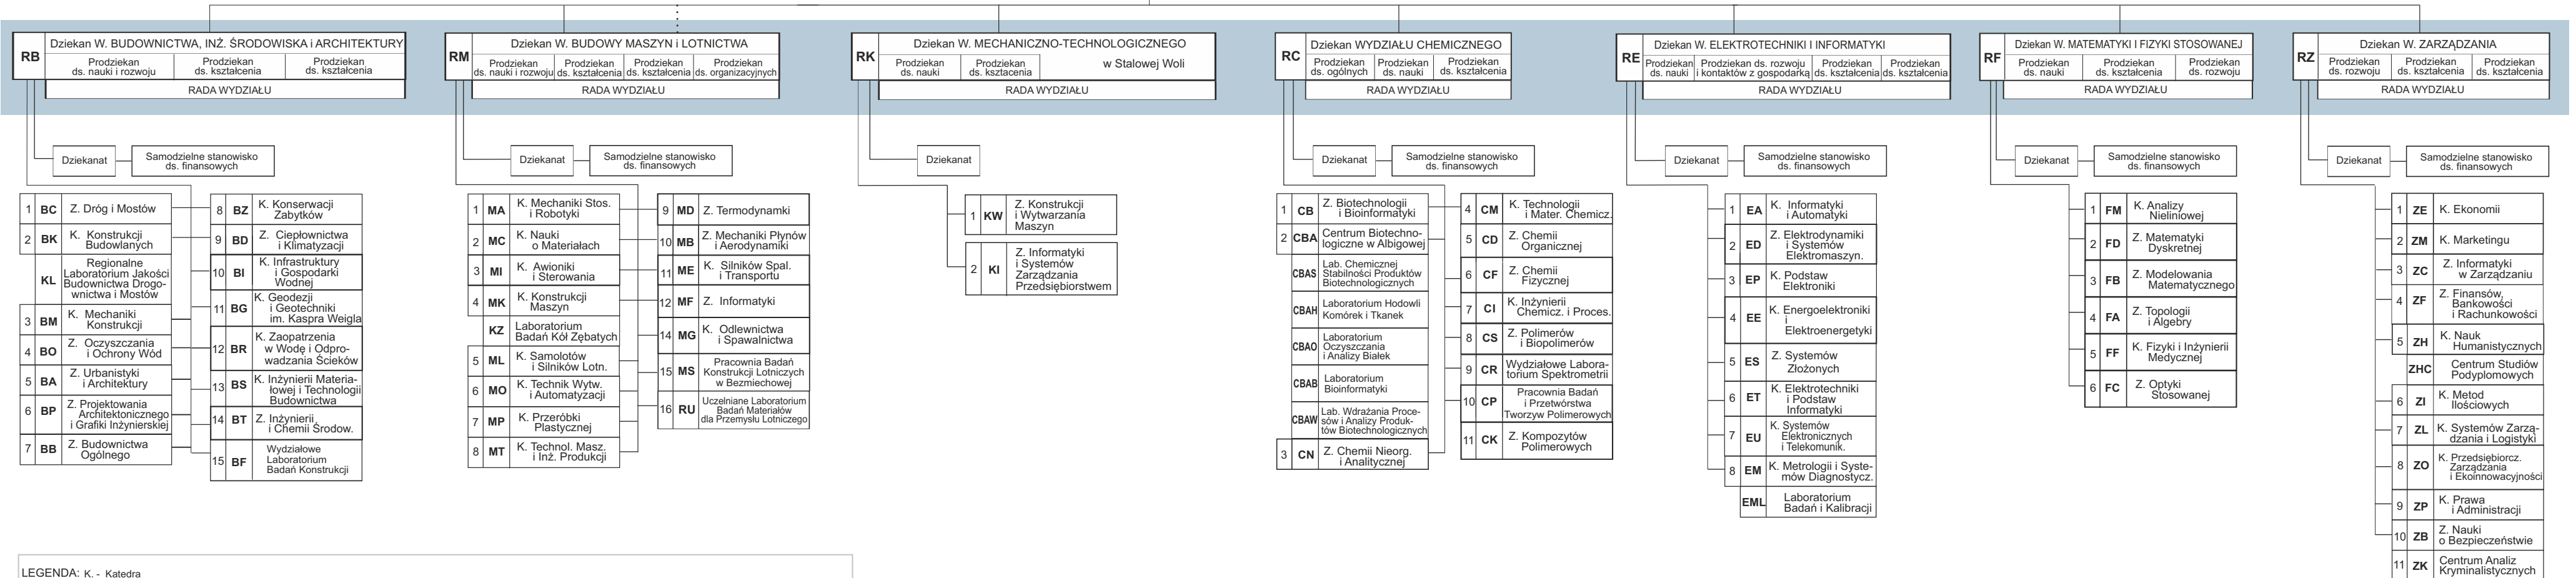 RB
Dziekan W. BUDOWNICTWA, INŻ. ŚRODOWISKA i ARCHITEKTURY
Prodziekan
ds. nauki i rozwoju
Prodziekan
ds. kształcenia
Prodziekan
ds. kształcenia
RADA WYDZIAŁU
Dziekanat
Samodzielne stanowisko
ds. finansowych
1 BC Z. Dróg i Mostów
2 BK K. Konstrukcji
Budowlanych
KL Regionalne
Laboratorium Jakości
Budownictwa Drogo-
wnictwa i Mostów
3 BM K. Mechaniki
Konstrukcji
4 BO Z. Oczyszczania
i Ochrony Wód
5 BA Z. Urbanistyki
i Architektury
6 BP Z. Projektowania
Architektonicznego
i Grafiki Inżynierskiej
7 BB Z. Budownictwa
Ogólnego
8 BZ K. Konserwacji
Zabytków
9 BD Z. Ciepłownictwa
i Klimatyzacji
10 BI K. Infrastruktury
i Gospodarki
Wodnej
11 BG K. Geodezji
i Geotechniki
im. Kaspra Weigla
12 BR K. Zaopatrzenia
w Wodę i Odpro-
wadzania Ścieków
13 BS K. Inżynierii Materia-
łowej i Technologii
Budownictwa
14 BT Z. Inżynierii
i Chemii Środow.
15 BF Wydziałowe
Laboratorium
Badań Konstrukcji
RM
Dziekan W. BUDOWY MASZYN i LOTNICTWA
Prodziekan
ds. nauki i rozwoju
Prodziekan
ds. kształcenia
Prodziekan
ds. kształcenia
Prodziekan
ds. organizacyjnych
RADA WYDZIAŁU
Dziekanat
Samodzielne stanowisko
ds. finansowych
1 MA K. Mechaniki Stos.
i Robotyki
2 MC K. Nauki
o Materiałach
3 MI K. Awioniki
i Sterowania
4 MK K. Konstrukcji
Maszyn
KZ Laboratorium
Badań Kół Zębatych
5 ML K. Samolotów
i Silników Lotn.
6 MO K. Technik Wytw.
i Automatyzacji
7 MP K. Przeróbki
Plastycznej
8 MT K. Technol. Masz.
i Inż. Produkcji
9 MD Z. Termodynamki
10 MB Z. Mechaniki Płynów
i Aerodynamiki
11 ME K. Silników Spal.
i Transportu
12 MF Z. Informatyki
14 MG K. Odlewnictwa
i Spawalnictwa
15 MS Pracownia Badań
Konstrukcji Lotniczych
w Bezmiechowej
16 RU Uczelniane Laboratorium
Badań Materiałów
dla Przemysłu Lotniczego
RK
Dziekan W. MECHANICZNO-TECHNOLOGICZNEGO
Prodziekan
ds. nauki
Prodziekan
ds. kształcenia
w Stalowej Woli
RADA WYDZIAŁU
Dziekanat
1 KW Z. Konstrukcji
i Wytwarzania
Maszyn
2 KI Z. Informatyki
i Systemów
Zarządzania
Przedsiębiorstwem
RC
Dziekan WYDZIAŁU CHEMICZNEGO
Prodziekan
ds. ogólnych
Prodziekan
ds. nauki
Prodziekan
ds. kształcenia
RADA WYDZIAŁU
Dziekanat
Samodzielne stanowisko
ds. finansowych
1 CB Z. Biotechnologii
i Bioinformatyki
2 CBA Centrum Biotechno-
logiczne w Albigowej
CBAS Lab. Chemicznej
Stabilności Produktów
Biotechnologicznych
CBAH Laboratorium Hodowli
Komórek i Tkanek
CBAO Laboratorium
Oczyszczania
i Analizy Białek
CBAB Laboratorium
Bioinformatyki
CBAW Lab. Wdrażania Proce-
sów i Analizy Produk-
tów Biotechnologicznych
3 CN Z. Chemii Nieorg.
i Analitycznej
4 CM K. Technologii
i Mater. Chemicz.
5 CD Z. Chemii
Organicznej
6 CF Z. Chemii
Fizycznej
7 CI K. Inżynierii
Chemicz. i Proces.
8 CS Z. Polimerów
i Biopolimerów
9 CR Wydziałowe Labora-
torium Spektrometrii
10 CP Pracownia Badań
i Przetwórstwa
Tworzyw Polimerowych
11 CK Z. Kompozytów
Polimerowych
RE
Dziekan W. ELEKTROTECHNIKI I INFORMATYKI
Prodziekan
ds. nauki
Prodziekan ds. rozwoju
i kontaktów z gospodarką
Prodziekan
ds. kształcenia
Prodziekan
ds. kształcenia
RADA WYDZIAŁU
Dziekanat
Samodzielne stanowisko
ds. finansowych
1 EA K. Informatyki
i Automatyki
2 ED Z. Elektrodynamiki
i Systemów
Elektromaszyn.
3 EP K. Podstaw
Elektroniki
4 EE K. Energoelektroniki
i
Elektroenergetyki
5 ES Z. Systemów
Złożonych
6 ET K. Elektrotechniki
i Podstaw
Informatyki
7 EU K. Systemów
Elektronicznych
i Telekomunik.
8 EM K. Metrologii i Syste-
mów Diagnostycz.
EML Laboratorium
Badań i Kalibracji
RF
Dziekan W. MATEMATYKI I FIZYKI STOSOWANEJ
Prodziekan
ds. nauki
Prodziekan
ds. kształcenia
Prodziekan
ds. rozwoju
RADA WYDZIAŁU
Dziekanat
Samodzielne stanowisko
ds. finansowych
1 FM K. Analizy
Nieliniowej
2 FD Z. Matematyki
Dyskretnej
3 FB Z. Modelowania
Matematycznego
4 FA Z. Topologii
i Algebry
5 FF K. Fizyki i Inżynierii
Medycznej
6 FC Z. Optyki
Stosowanej
RZ
Dziekan W. ZARZĄDZANIA
Prodziekan
ds. rozwoju
Prodziekan
ds. kształcenia
Prodziekan
ds. kształcenia
RADA WYDZIAŁU
Dziekanat
Samodzielne stanowisko
ds. finansowych
1 ZE K. Ekonomii
2 ZM K. Marketingu
3 ZC Z. Informatyki
w Zarządzaniu
4 ZF Z. Finansów,
Bankowości
i Rachunkowości
5 ZH K. Nauk
Humanistycznych
ZHC Centrum Studiów
Podyplomowych
6 ZI K. Metod
Ilościowych
7 ZL K. Systemów Zarzą-
dzania i Logistyki
8 ZO K. Przedsiębiorcz.
Zarządzania
i Ekoinnowacyjności
9 ZP K. Prawa
i Administracji
10 ZB Z. Nauki
o Bezpieczeństwie
11 ZK Centrum Analiz
Kryminalistycznych
LEGENDA: K. - Katedra